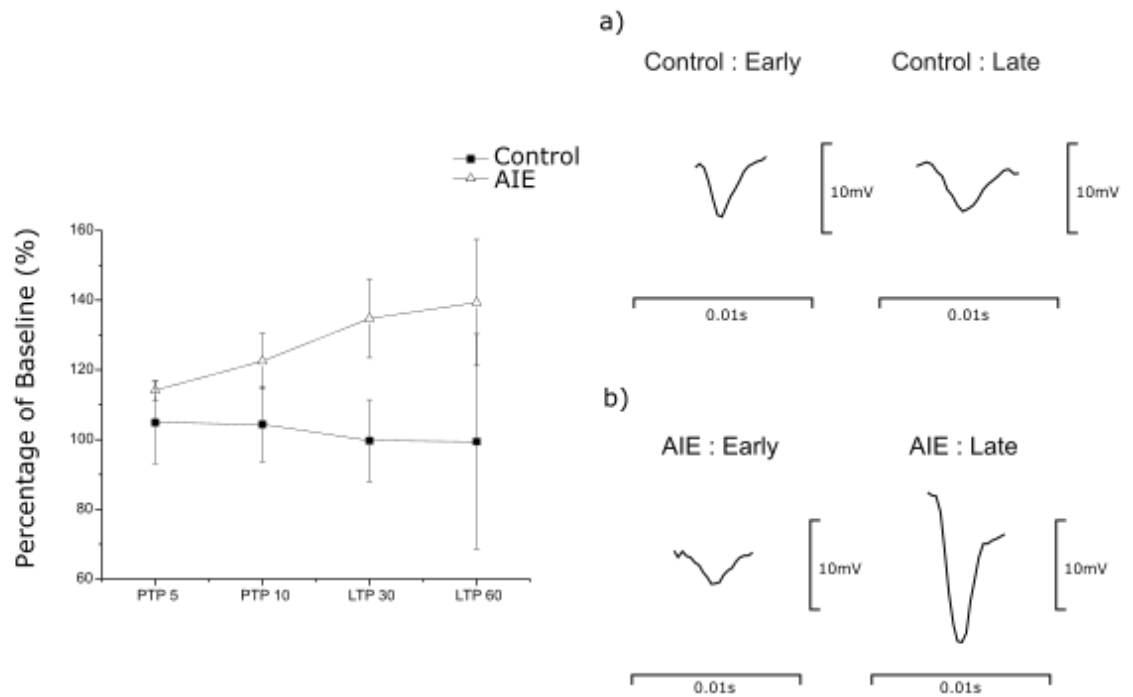 Control
AIE
Percentage of Baseline (%)
160
140
120
100
80
60
PTP 5
PTP 10
LTP 30
LTP 60
a)
Control : Early
Control : Late
10mV
10mV
0.01s
0.01s
b)
AIE : Early
AIE : Late
10mV
10mV
0.01s
0.01s